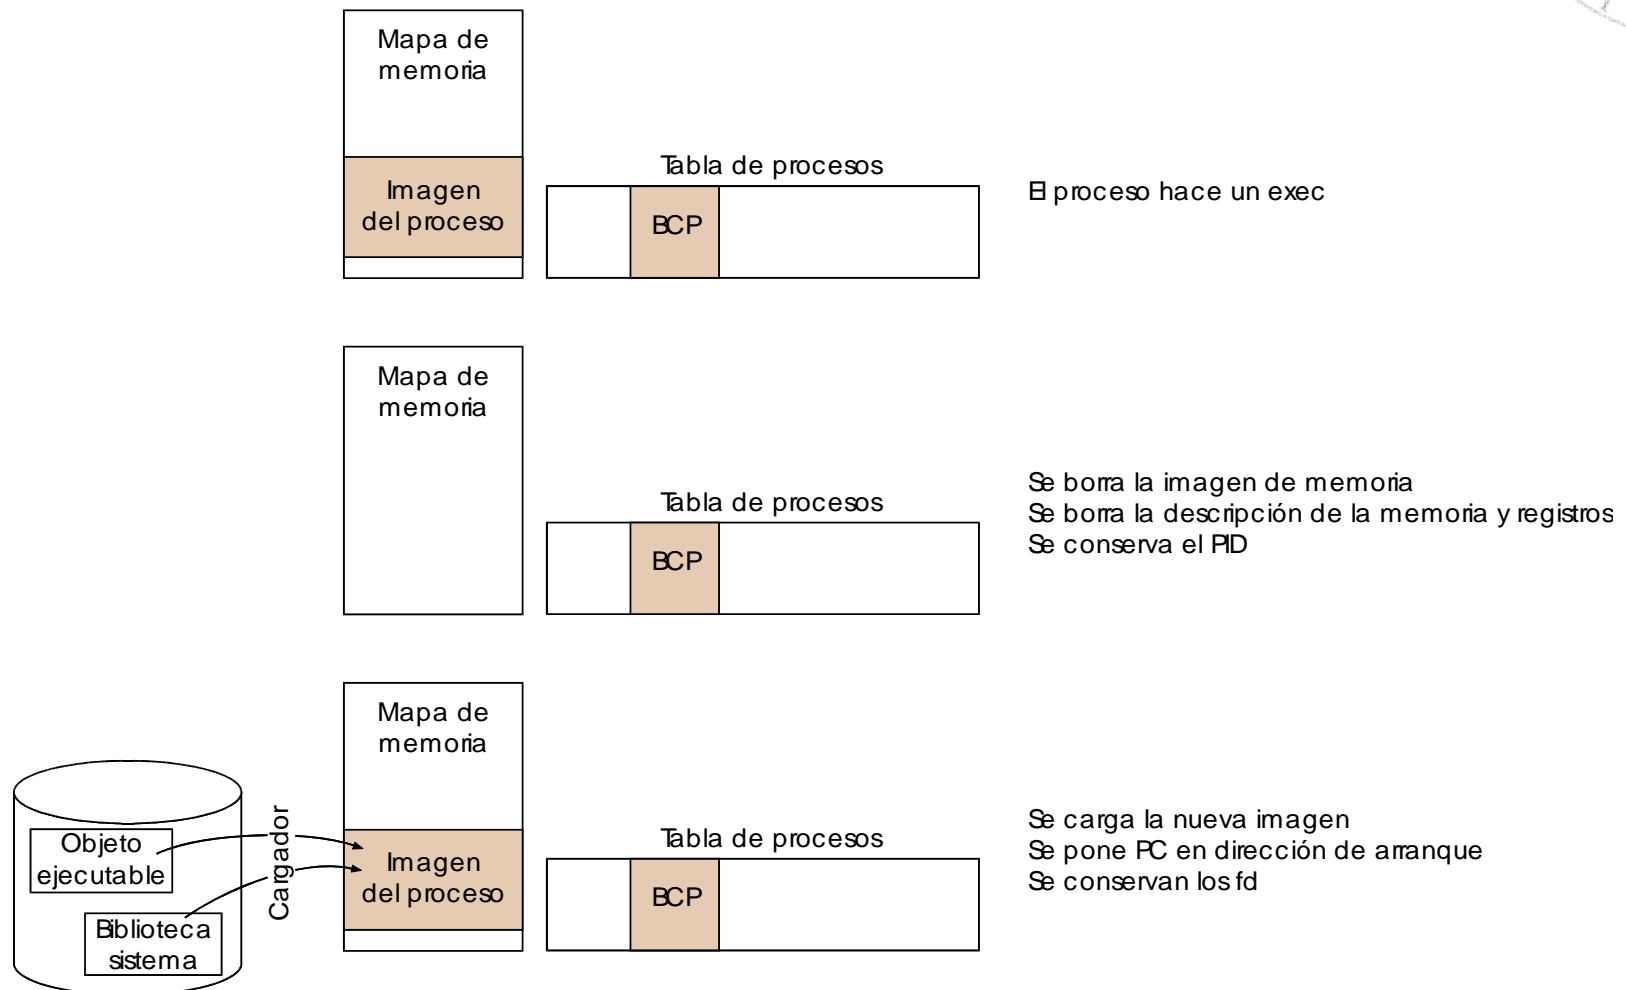 Mapa de
memoria
Imagen
del proceso
Tabla de procesos
BCP
El proceso hace un exec
Mapa de
memoria
Tabla de procesos
BCP
Se borra la imagen de memoria
Se borra la descripción de la memoria y registros
Se conserva el PID
Objeto
ejecutable
Biblioteca
sistema
Cargador
Mapa de
memoria
Imagen
del proceso
Tabla de procesos
BCP
Se carga la nueva imagen
Se pone PC en dirección de arranque
Se conservan los fd